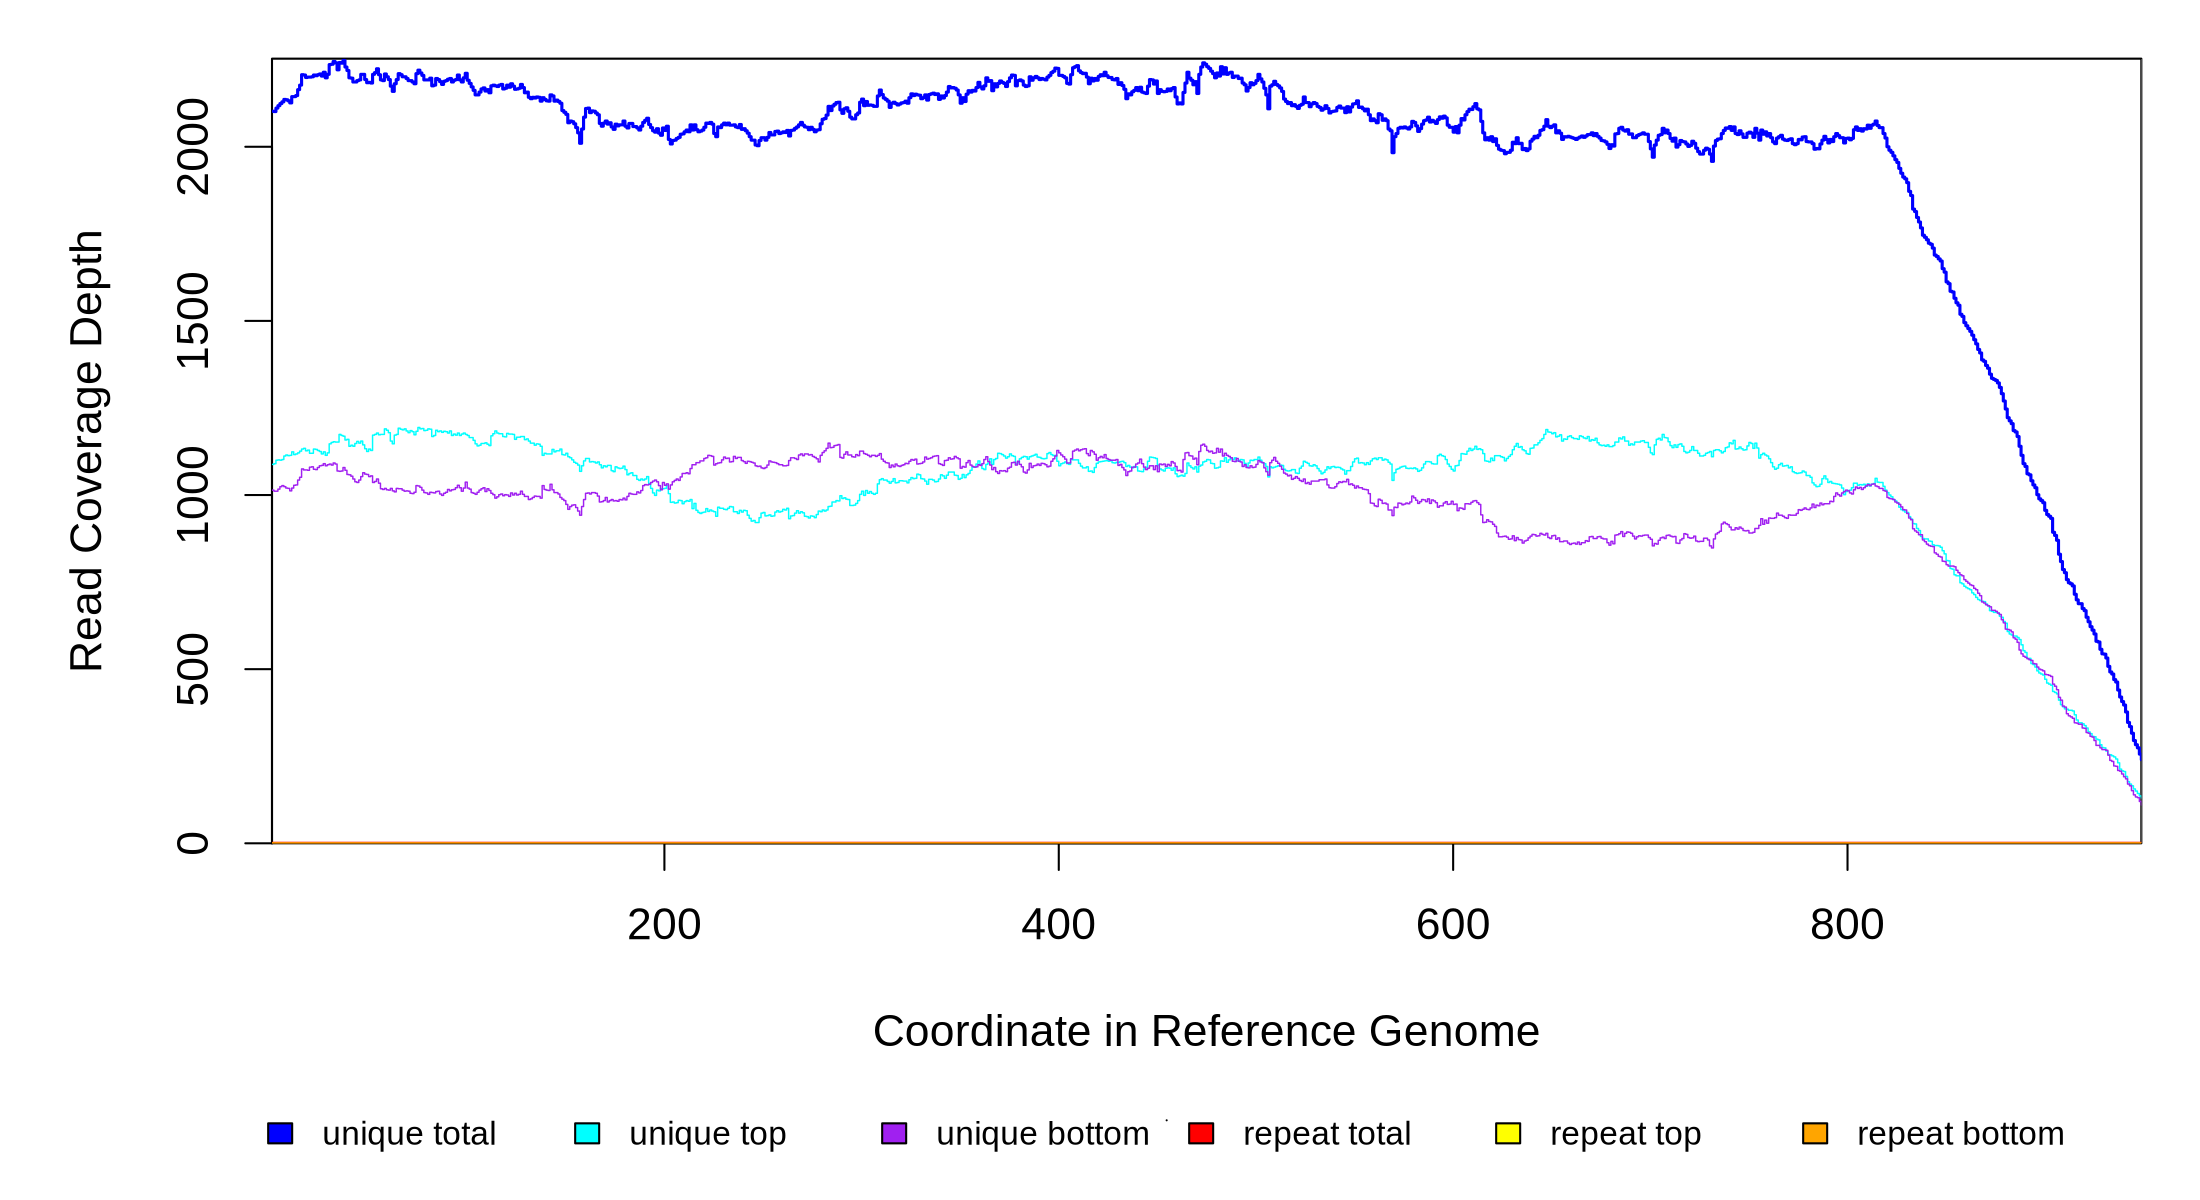 Read Coverage Depth
2000
1500
1000
500
0
200 400 600 800
Coordinate in Reference Genome
unique total unique top unique bottom repeat total repeat top repeat bottom